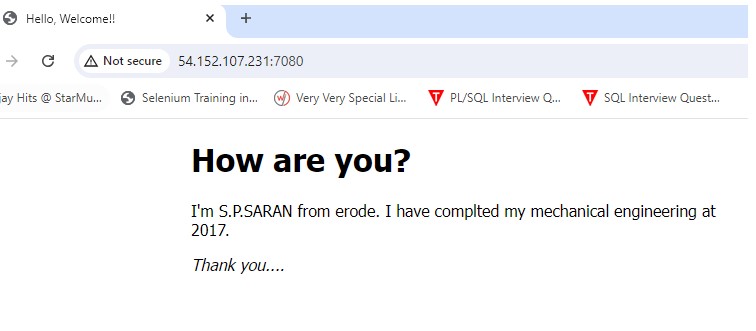 Hello, Welcome!!
Not secure 54.152.107.231:7080
jay Hits @ StarMu... Selenium Training in... Very Very Special Li... PL/SQL Interview Q... SQL Interview Quest...
How are you?
I'm S.P.SARAN from erode. I have complted my mechanical engineering at
2017.
Thank you....